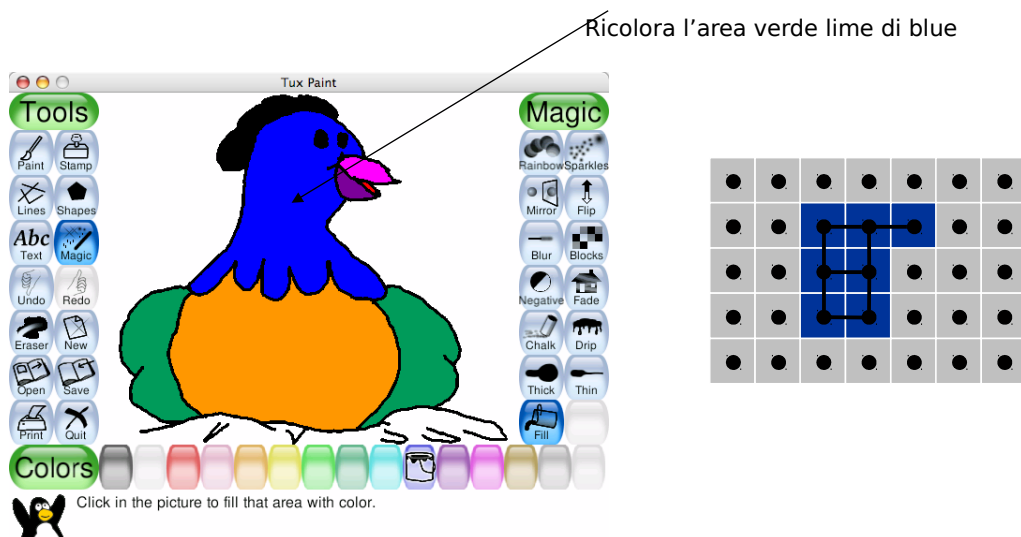 Ricolora l’area verde lime di blue
Tux Paint
Tools
Magic
Paint Stamp
Rainbow Sparkles
Lines Shapes
Mirror Flip
Abc
Text Magic
Blur Blocks
Undo Redo
Negative Fade
Eraser New
Chalk Drip
Open Save
Thick Thin
Print Quit
Fill
Colors
Click in the picture to fill that area with color.